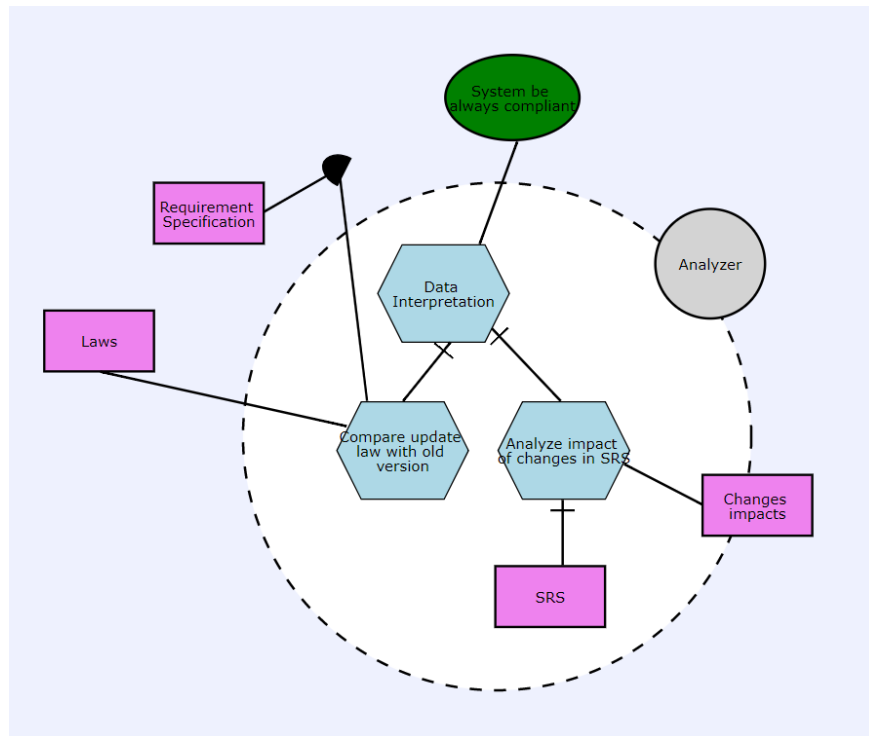 System be
always compliant
Requirement
Specification
Analyzer
Data
Interpretation
Laws
Compare update
law with old
version
Analyze impact
of changes in SRS
Changes
impacts
SRS